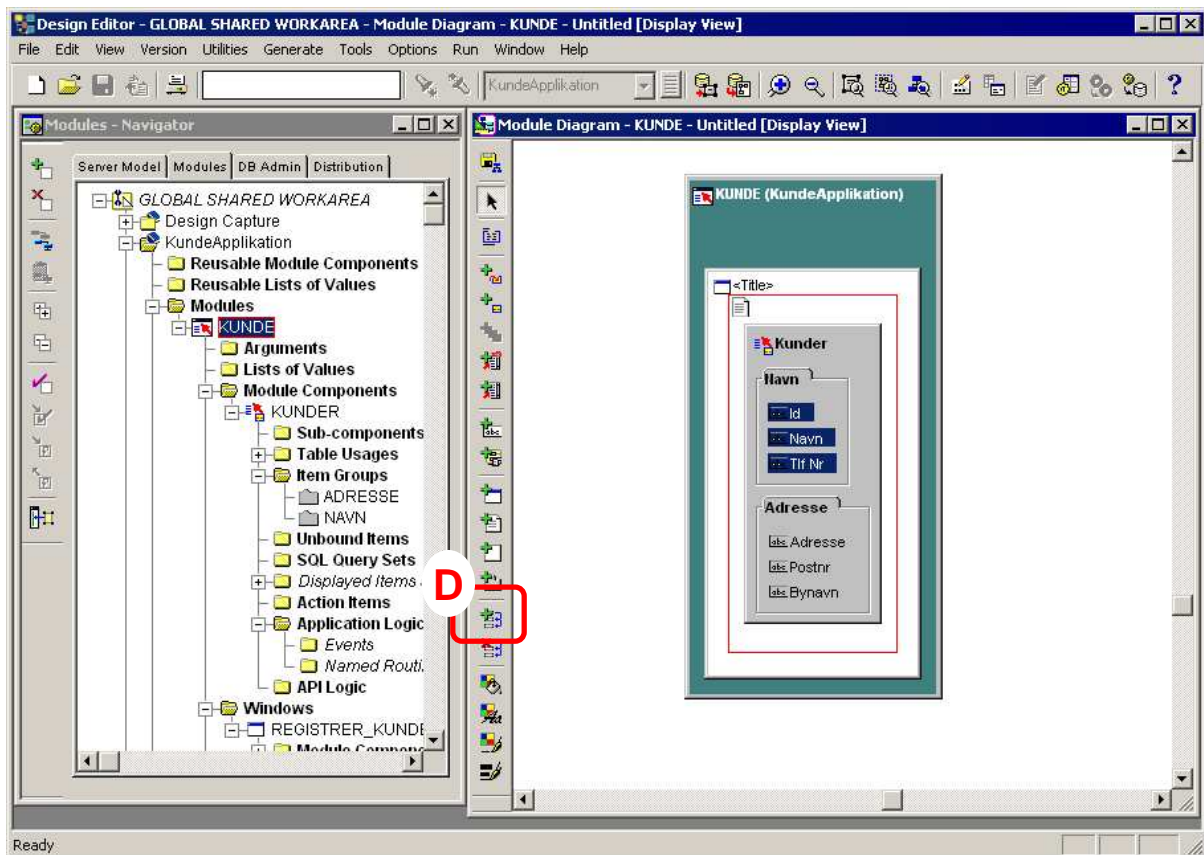 Design Editor - GLOBAL SHARED WORKAREA - Module Diagram - KUNDE - Untitled [Display View]
File Edit View Version Utilities Generate Tools Options Run Window Help
KundeApplikation
Modules - Navigator
Server Model Modules DB Admin Distribution
GLOBAL SHARED WORKAREA
Design Capture
KundeApplikation
Reusable Module Components
Reusable Lists of Values
Modules
KUNDE
Arguments
Lists of Values
Module Components
KUNDER
Sub-components
Table Usages
Item Groups
ADRESSE
NAVN
Unbound Items
SQL Query Sets
Displayed Items
Action Items
Application Logic
Events
Named Routi
API Logic
Windows
REGISTRER_KUNDE
Module Compone
D
Module Diagram - KUNDE - Untitled [Display View]
KUNDE (KundeApplikation)
<Title>
Kunder
Navn
Id
Navn
Tlf Nr
Adresse
abc Adresse
abc Postnr
abc Bynavn
Ready